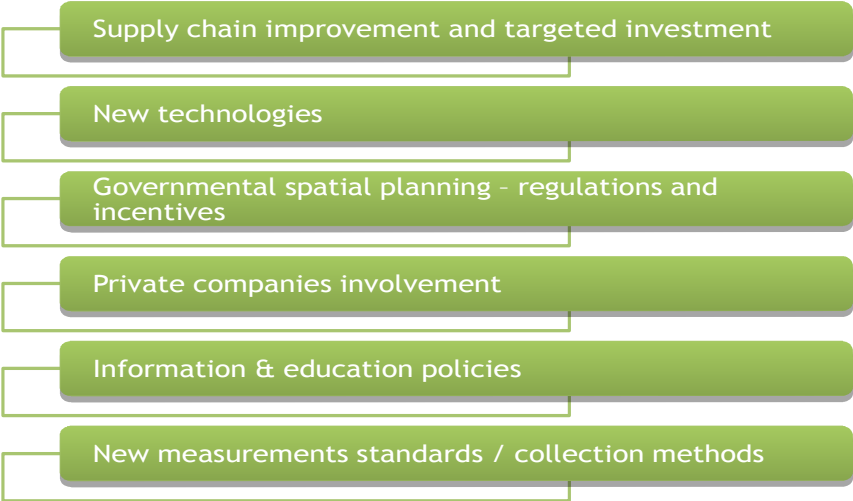 Supply chain improvement and targeted investment
New technologies
Governmental spatial planning – regulations and
incentives
Private companies involvement
Information & education policies
New measurements standards / collection methods